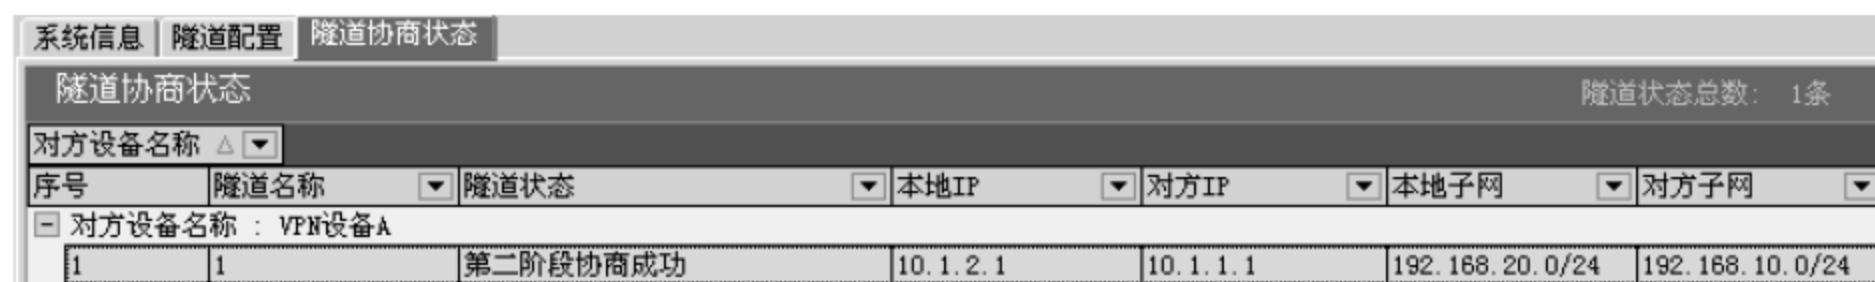 系统信息 隧道配置 隧道协商状态
隧道协商状态 隧道状态总数: 1条
对方设备名称
序号 隧道名称 隧道状态 本地IP 对方IP 本地子网 对方子网
对方设备名称 : VPN设备A
1 1 第二阶段协商成功 10.1.2.1 10.1.1.1 192.168.20.0/24 192.168.10.0/24